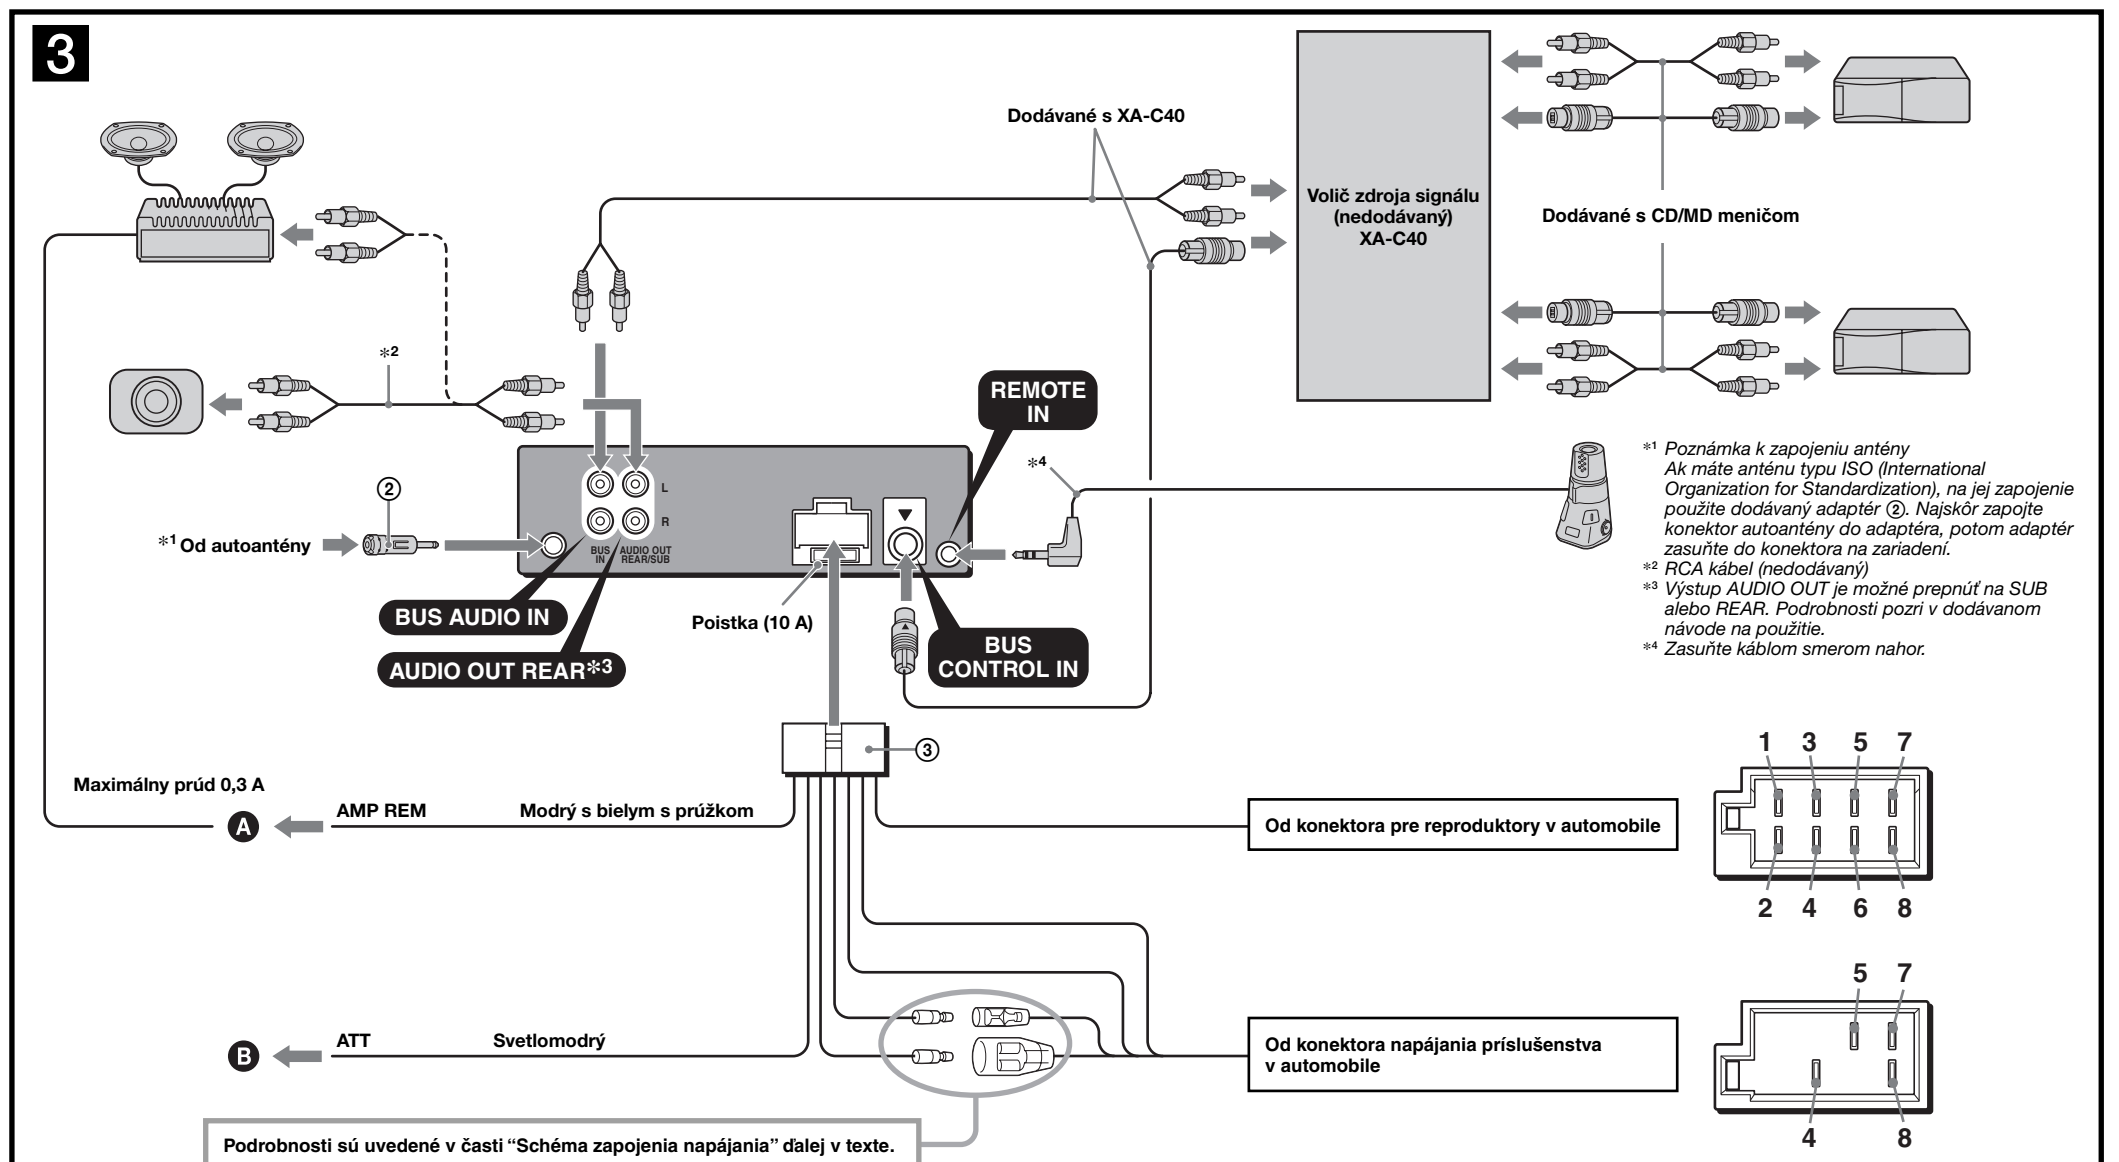 3
Dodávané s XA-C40
Volič zdroja signálu
(nedodávaný)
XA-C40
Dodávané s CD/MD meničom
*2
REMOTE
IN
*4
②
*1 Od autoantény
L
R
BUS
IN
AUDIO OUT
REAR/SUB
BUS AUDIO IN
AUDIO OUT REAR*3
Poistka (10 A)
BUS
CONTROL IN
*1 Poznámka k zapojeniu antény
Ak máte anténu typu ISO (International
Organization for Standardization), na jej zapojenie
použite dodávaný adaptér ②. Najskôr zapojte
konektor autoantény do adaptéra, potom adaptér
zasuňte do konektora na zariadení.
*2 RCA kábel (nedodávaný)
*3 Výstup AUDIO OUT je možné prepnúť na SUB
alebo REAR. Podrobnosti pozri v dodávanom
návode na použitie.
*4 Zasuňte káblom smerom nahor.
③
Maximálny prúd 0,3 A
A
AMP REM
Modrý s bielym s prúžkom
Od konektora pre reproduktory v automobile
1 3 5 7
2 4 6 8
B
ATT
Svetlomodrý
Od konektora napájania príslušenstva
v automobile
5 7
4 8
Podrobnosti sú uvedené v časti “Schéma zapojenia napájania” ďalej v texte.